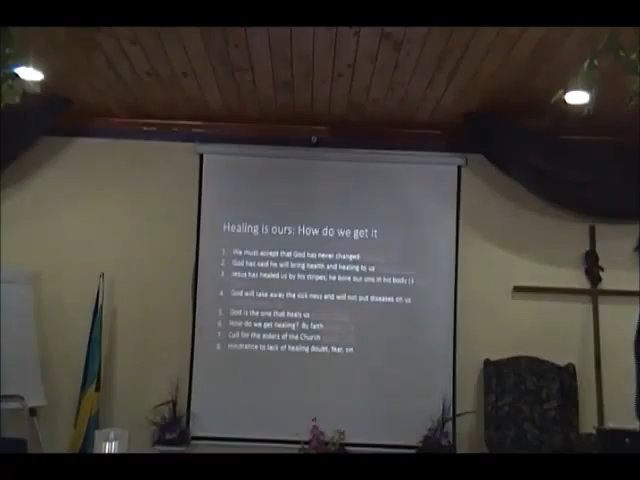 Healing is ours: How do we get it
1. We must accept that God has never changed
2. God has said he will bring health and healing to us
3. Jesus has healed us by his stripes; he bore our sins in his body (1
4. God will take away the sickness and will not put diseases on us
5. God is the one that heals us
6. How do we get healing? By faith
7. Call for the elders of the Church
8. Hindrance to lack of healing doubt, fear, sin